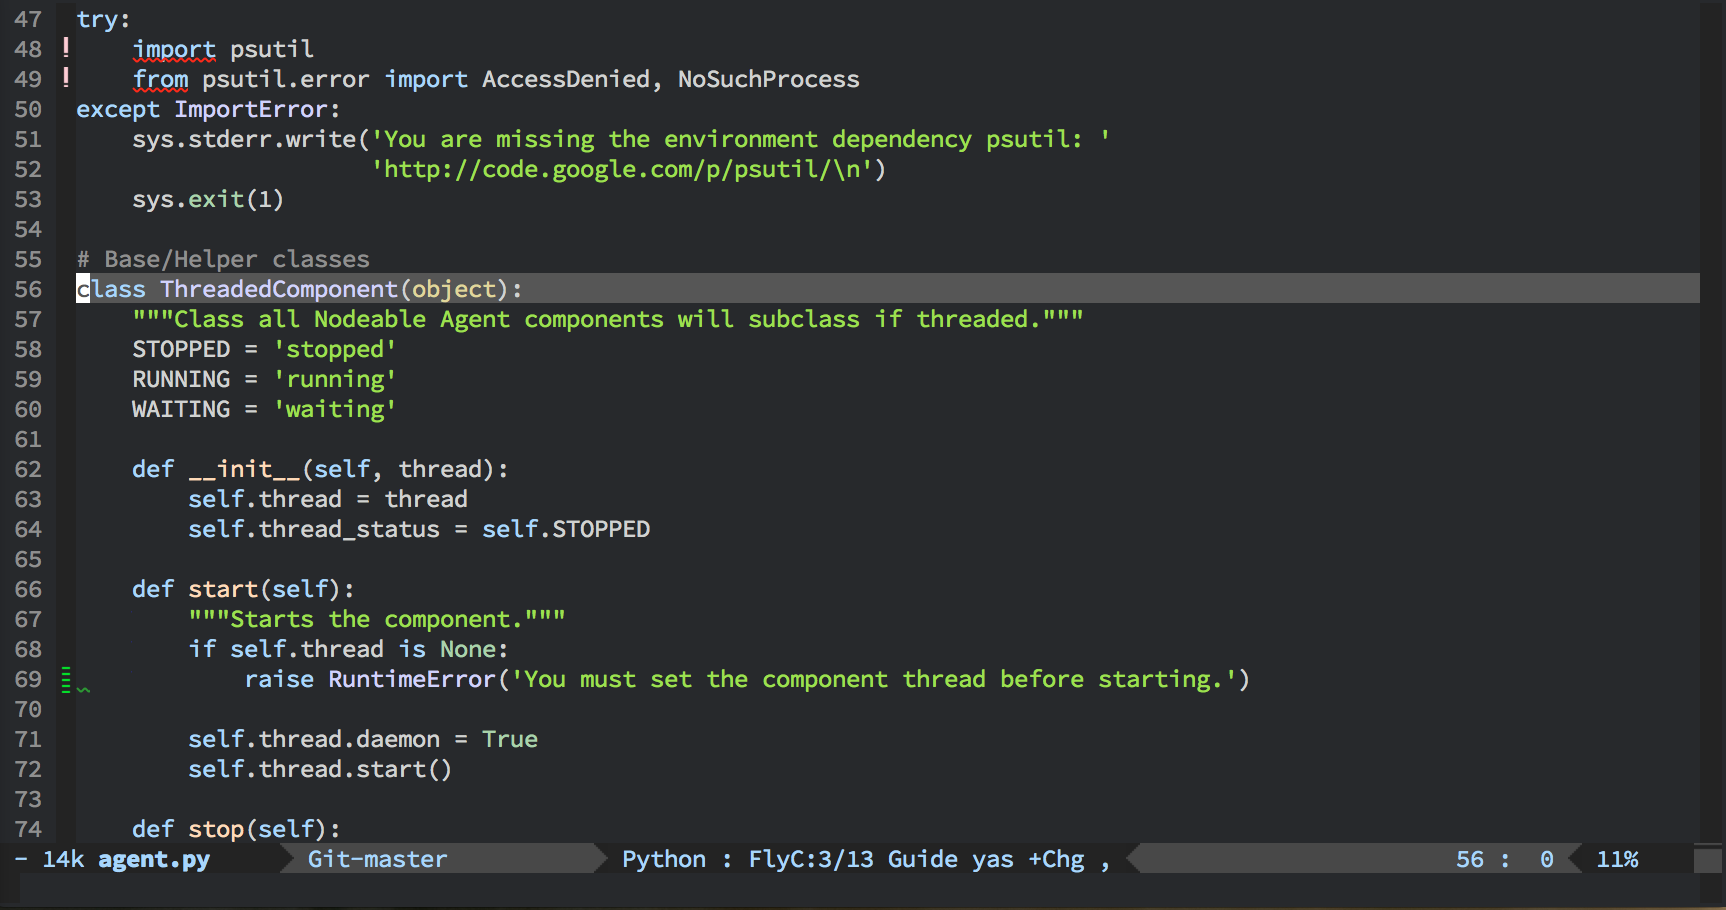 47 try:
48 ! import psutil
49 ! from psutil.error import AccessDenied, NoSuchProcess
50 except ImportError:
51     sys.stderr.write('You are missing the environment dependency psutil: '
52                      'http://code.google.com/p/psutil/\n')
53     sys.exit(1)
54
55 # Base/Helper classes
56 class ThreadedComponent(object):
57     """Class all Nodeable Agent components will subclass if threaded."""
58     STOPPED = 'stopped'
59     RUNNING = 'running'
60     WAITING = 'waiting'
61
62     def __init__(self, thread):
63         self.thread = thread
64         self.thread_status = self.STOPPED
65
66     def start(self):
67         """Starts the component."""
68         if self.thread is None:
69             raise RuntimeError('You must set the component thread before starting.')
70
71         self.thread.daemon = True
72         self.thread.start()
73
74     def stop(self):
- 14k agent.py Git-master Python : FlyC:3/13 Guide yas +Chg , 56 : 0 11%